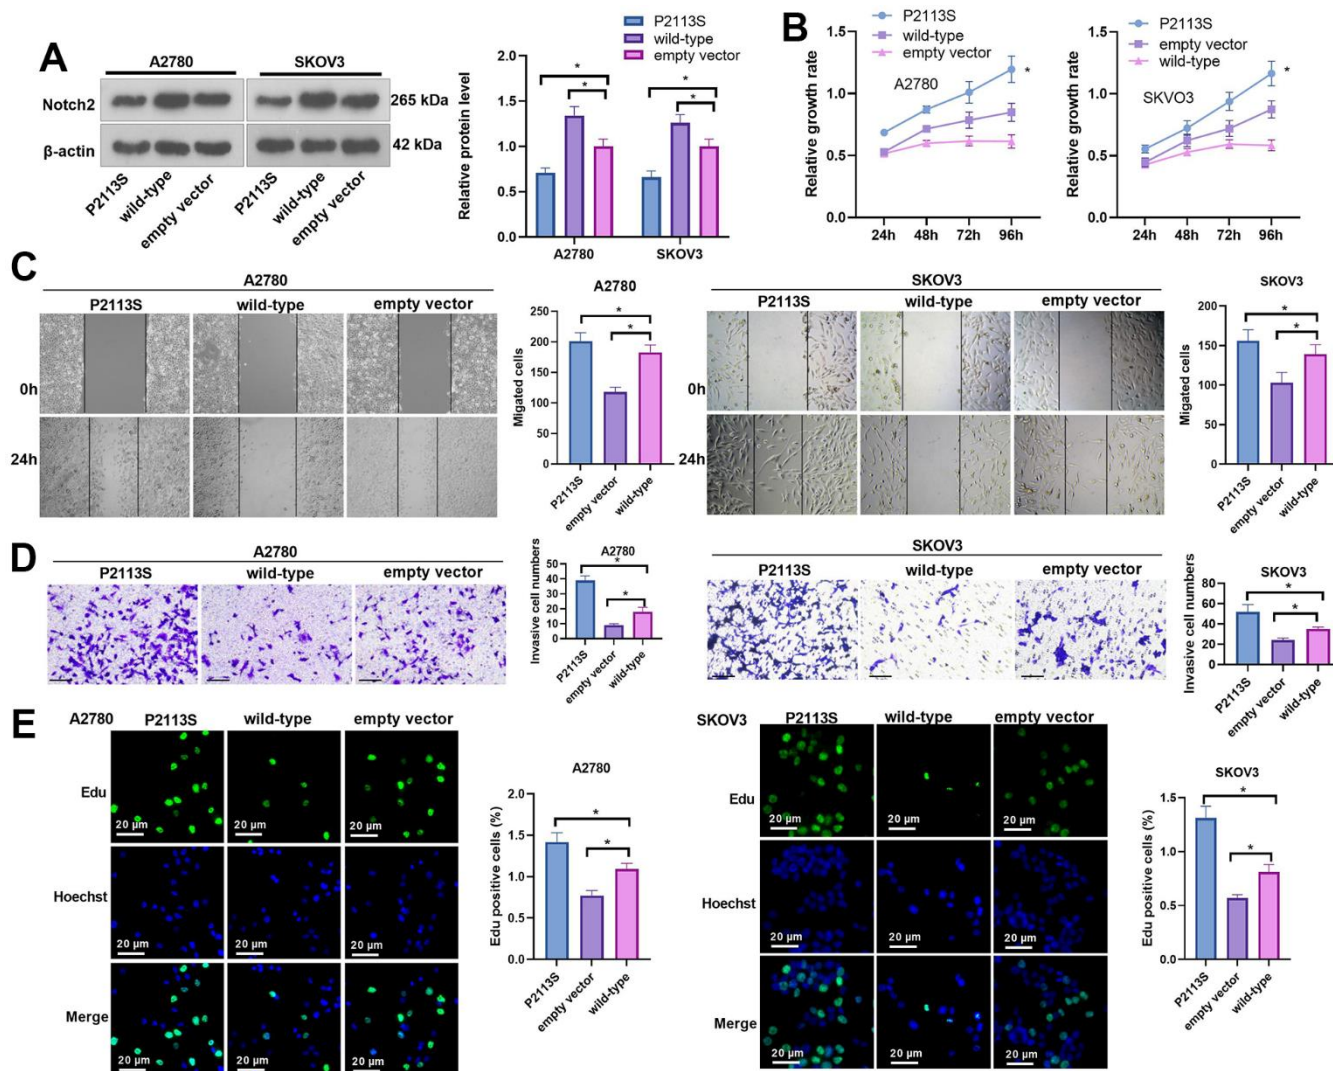 A
A2780
SKOV3
Notch2
265 kDa
β-actin
42 kDa
P2113S
wild-type
empty vector
P2113S
wild-type
empty vector
P2113S
wild-type
empty vector
Relative protein level
2.0
1.5
1.0
0.5
0.0
*
*
*
*
A2780
SKOV3
B
P2113S
wild-type
empty vector
A2780
Relative growth rate
1.5
1.0
0.5
0.0
*
24h
48h
72h
96h
P2113S
empty vector
wild-type
SKVO3
Relative growth rate
1.5
1.0
0.5
0.0
*
24h
48h
72h
96h
C
A2780
P2113S
wild-type
empty vector
0h
24h
A2780
Migated cells
250
200
150
100
50
0
*
*
P2113S
empty vector
wild-type
SKOV3
P2113S
wild-type
empty vector
0h
24h
SKOV3
Migated cells
200
150
100
50
0
*
*
P2113S
empty vector
wild-type
D
A2780
P2113S
wild-type
empty vector
A2780
Invasive cell numbers
50
40
30
20
10
0
*
*
P2113S
empty vector
wild-type
SKOV3
P2113S
wild-type
empty vector
SKOV3
Invasive cell numbers
80
60
40
20
0
*
*
P2113S
empty vector
wild-type
E
A2780
P2113S
wild-type
empty vector
Edu
20 μm
20 μm
20 μm
Hoechst
20 μm
20 μm
20 μm
Merge
20 μm
20 μm
20 μm
A2780
Edu positive cells (%)
2.0
1.5
1.0
0.5
0.0
*
*
P2113S
empty vector
wild-type
SKOV3
P2113S
wild-type
empty vector
Edu
20 μm
20 μm
20 μm
Hoechst
20 μm
20 μm
20 μm
Merge
20 μm
20 μm
20 μm
SKOV3
Edu positive cells (%)
1.5
1.0
0.5
0.0
*
*
P2113S
empty vector
wild-type